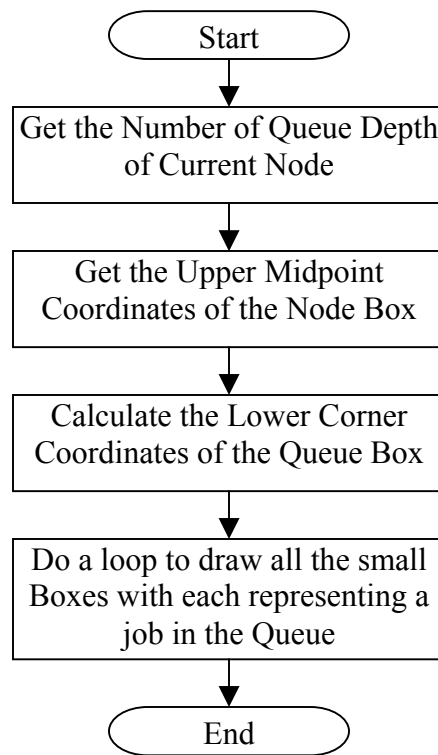 Start
Get the Number of Queue Depth
of Current Node
Get the Upper Midpoint
Coordinates of the Node Box
Calculate the Lower Corner
Coordinates of the Queue Box
Do a loop to draw all the small
Boxes with each representing a
job in the Queue
End